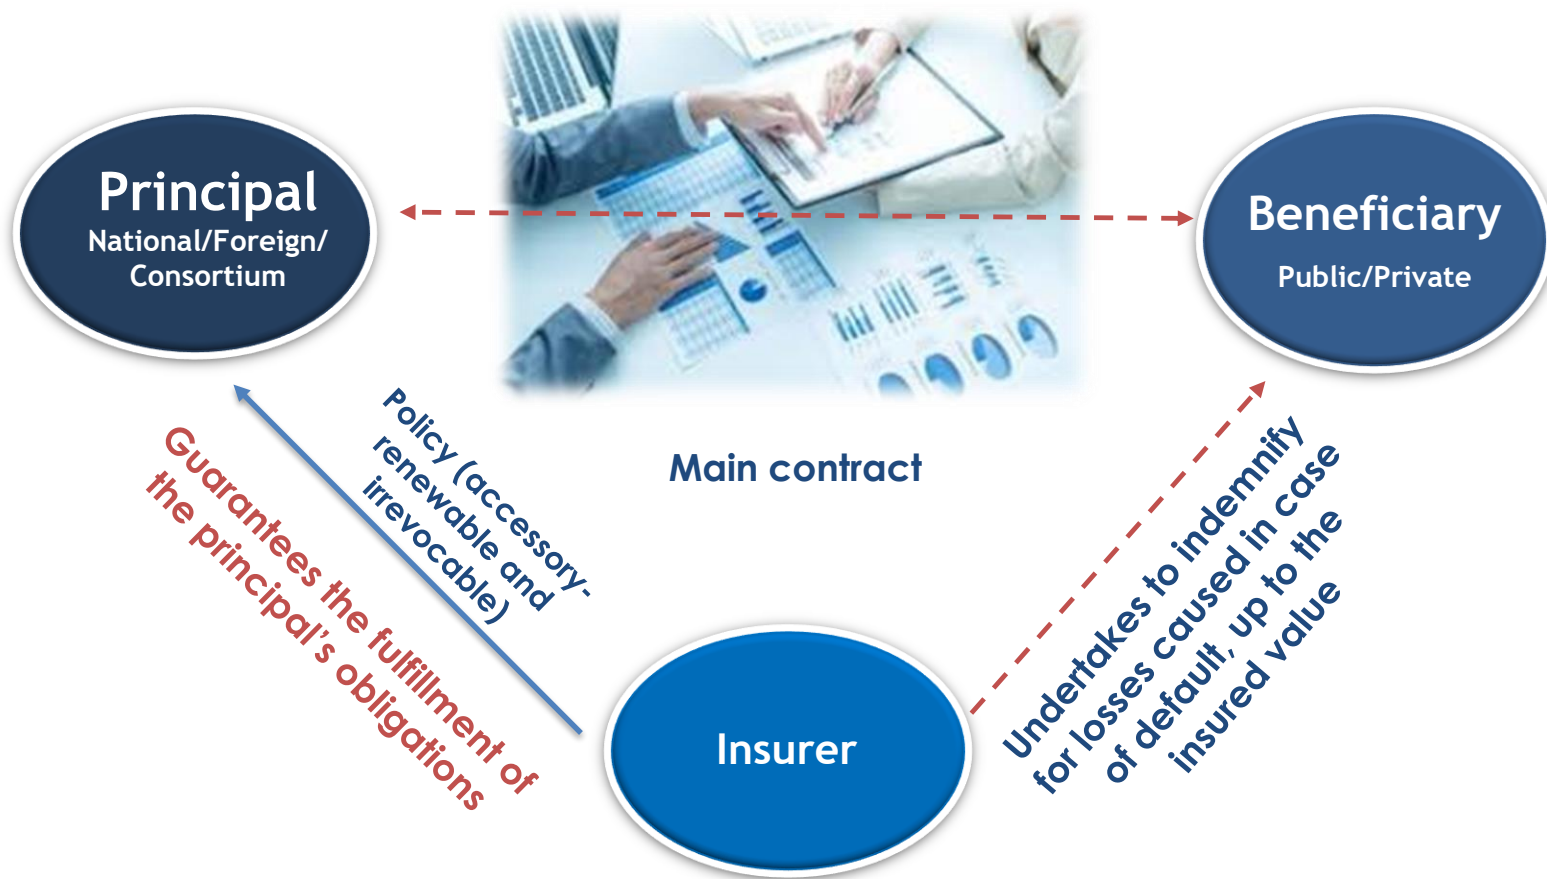 Principal
National/Foreign/
Consortium
Beneficiary
Public/Private
Main contract
Policy (accessory-
renewable and
irrevocable)
Guarantees the fulfillment of
the principal’s obligations
Undertakes to indemnify
for losses caused in case
of default, up to the
insured value
Insurer